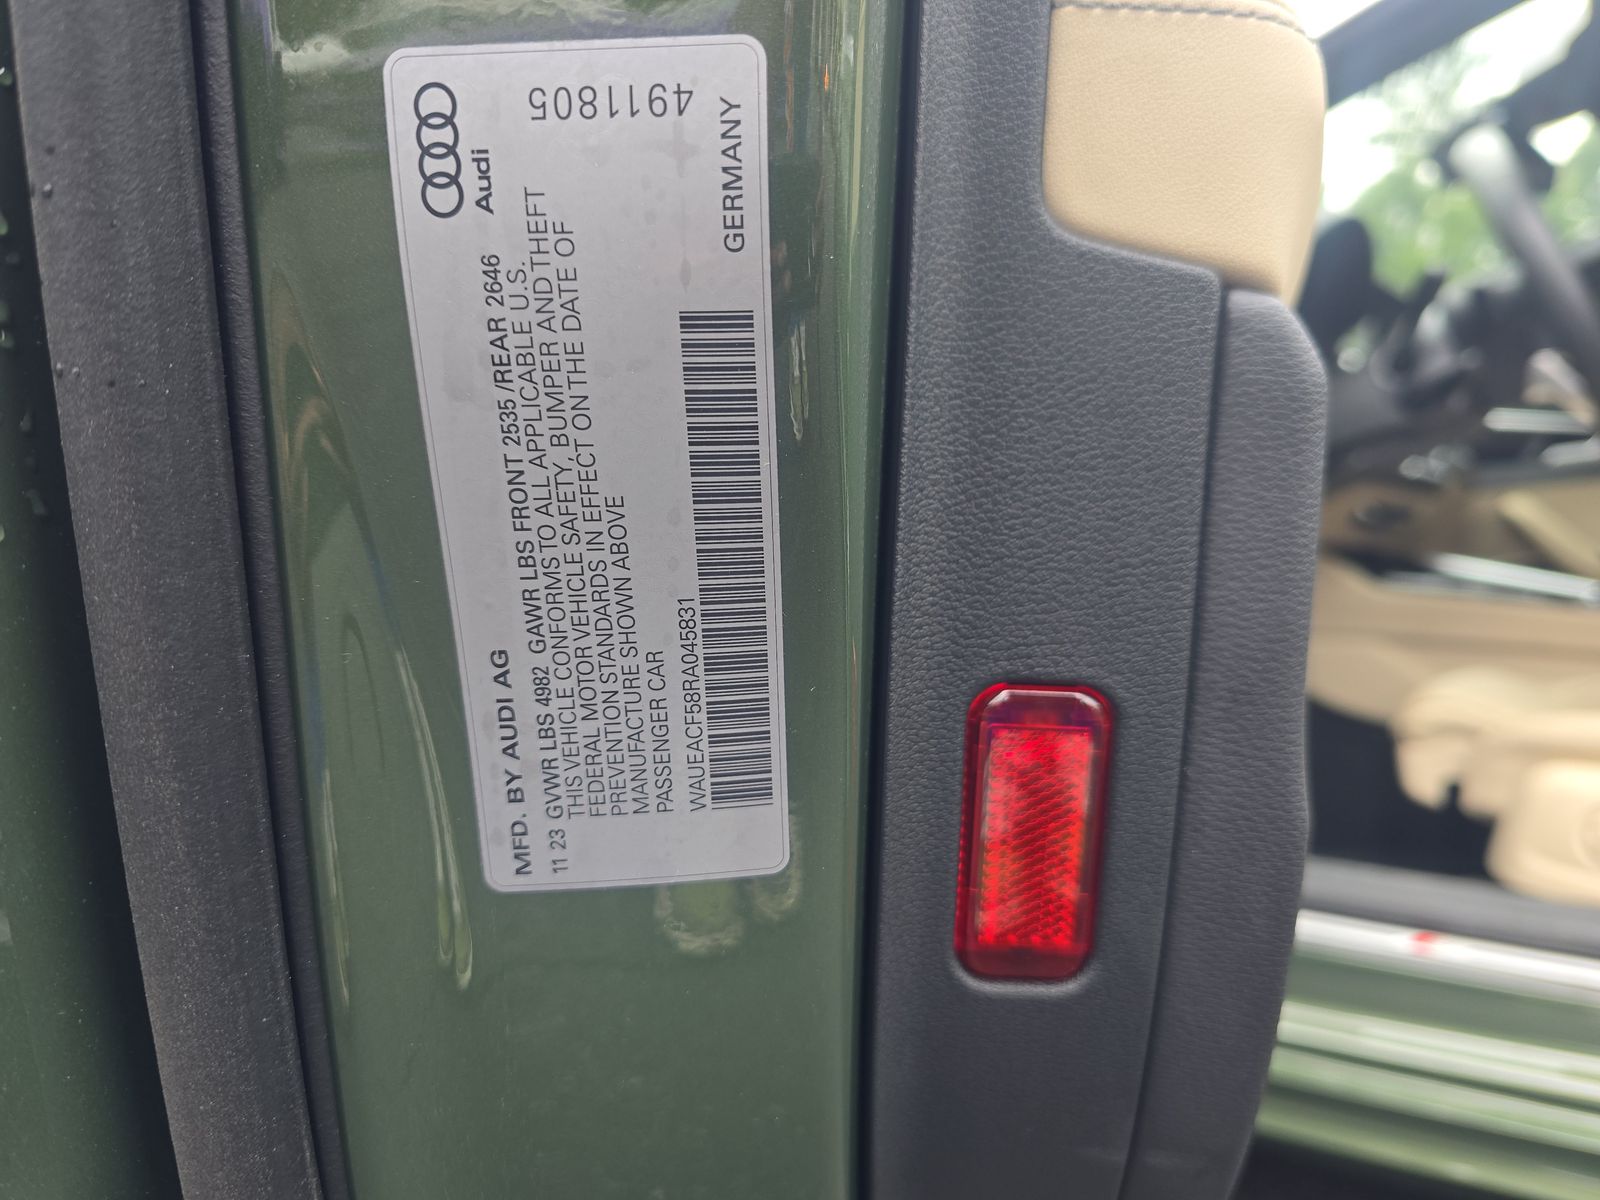 Audi
MFD. BY AUDI AG
11 23 GVWR LBS 4982 GAWR LBS FRONT 2535 /REAR 2646
THIS VEHICLE CONFORMS TO ALL APPLICABLE U.S.
FEDERAL MOTOR VEHICLE SAFETY, BUMPER AND THEFT
PREVENTION STANDARDS IN EFFECT ON THE DATE OF
MANUFACTURE SHOWN ABOVE
PASSENGER CAR
WAUEACF58RA045831
GERMANY
4911805